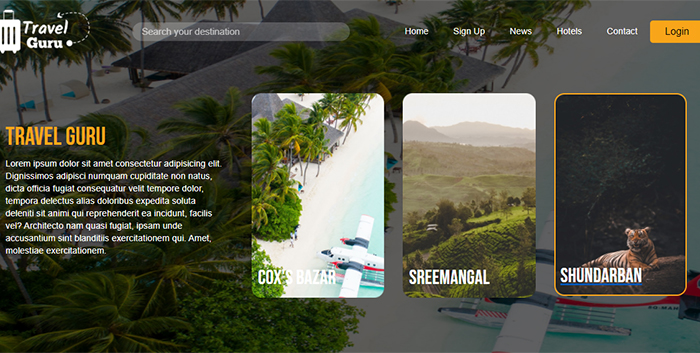 Travel
Guru
Search your destination
Home
Sign Up
News
Hotels
Contact
Login
TRAVEL GURU
Lorem ipsum dolor sit amet consectetur adipisicing elit.
Dignissimos adipisci numquam cupiditate non natus,
dicta officia fugiat consequatur velit tempore dolor,
tempora delectus alias doloribus expedita soluta
deleniti sit animi qui reprehenderit ea incidunt, facilis
vel? Architecto nam quasi fugiat, ipsam unde
accusantium sint blanditiis exercitationem qui. Amet,
molestiae exercitationem.
COX'S BAZAR
SREEMANGAL
SHUNDARBAN